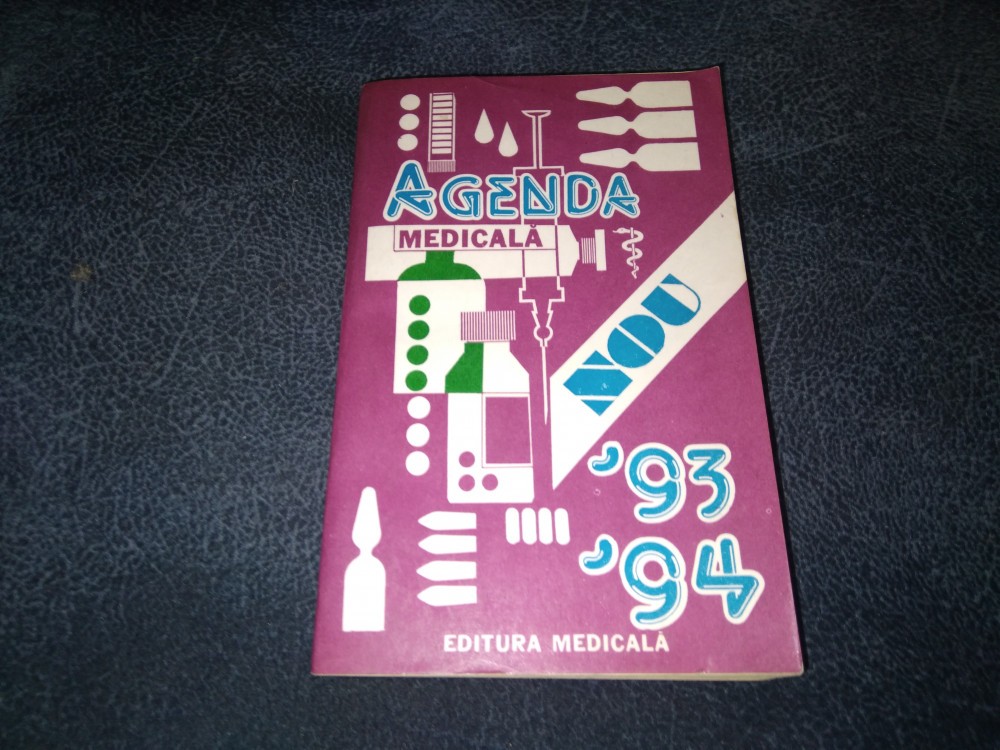 AGENDA
MEDICALĂ
NOU
'93
'94
EDITURA MEDICALĂ